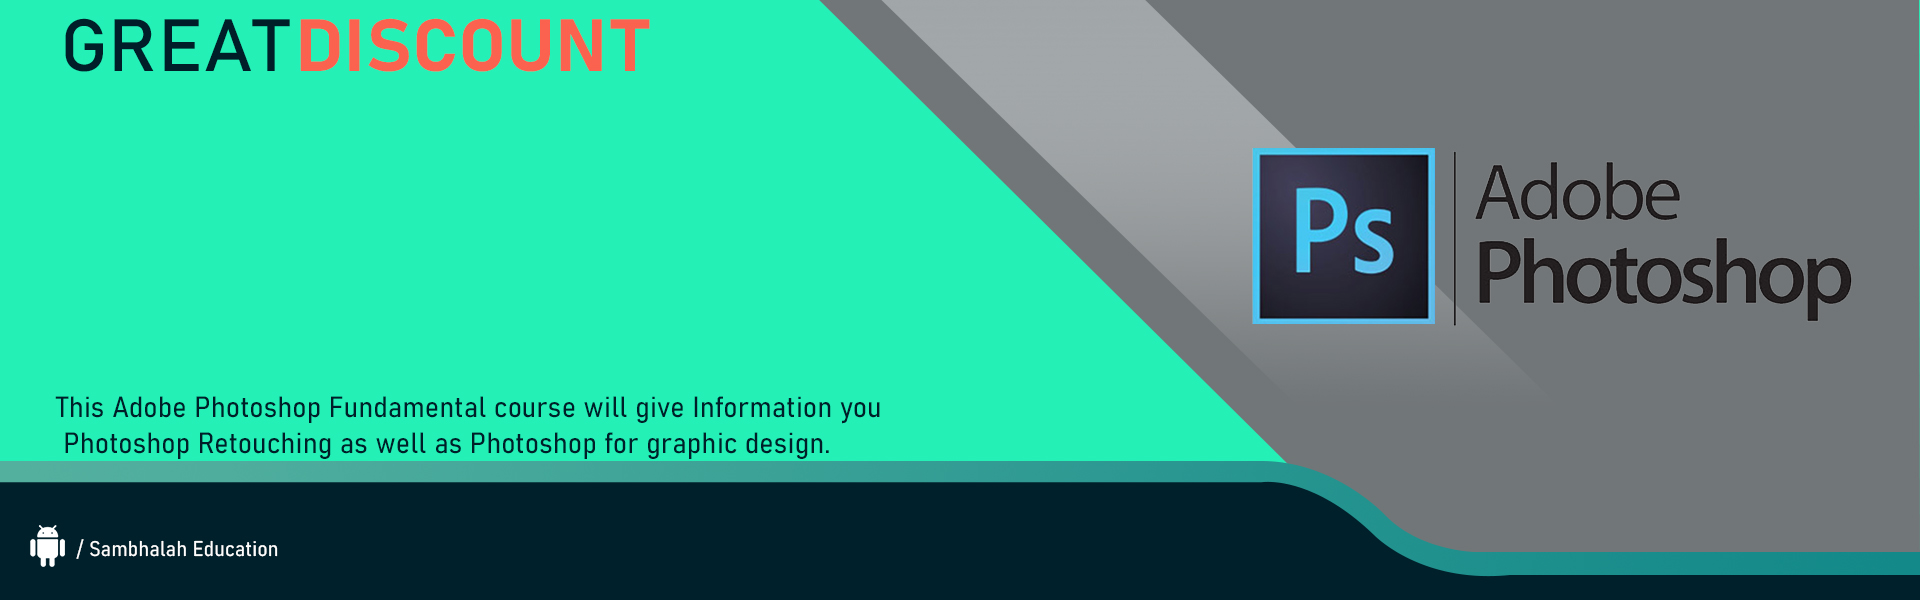 GREATDISCOUNT
Ps
Adobe
Photoshop
This Adobe Photoshop Fundamental course will give Information you
Photoshop Retouching as well as Photoshop for graphic design.
/ Sambhalah Education